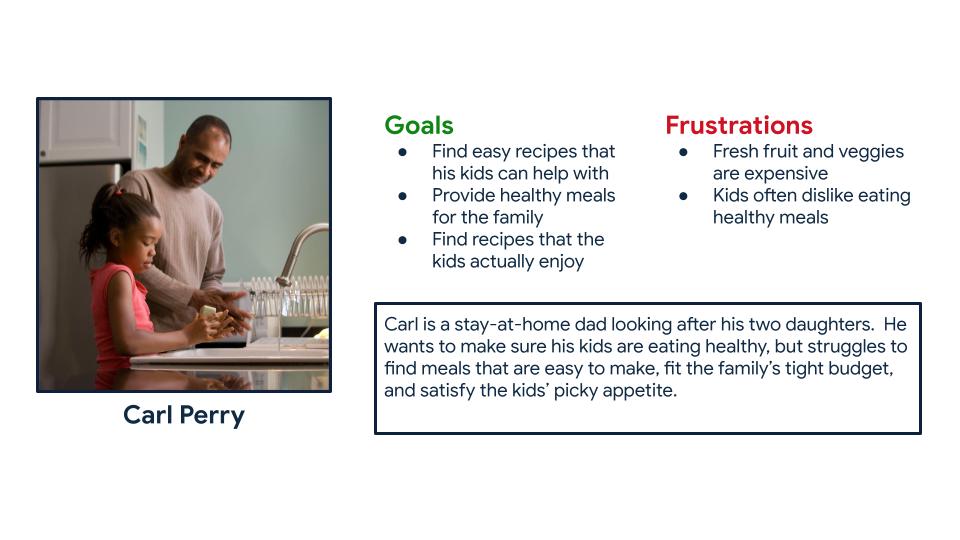 Goals
● Find easy recipes that
his kids can help with
● Provide healthy meals
for the family
● Find recipes that the
kids actually enjoy
Frustrations
● Fresh fruit and veggies
are expensive
● Kids often dislike eating
healthy meals
Carl is a stay-at-home dad looking after his two daughters.  He
wants to make sure his kids are eating healthy, but struggles to
find meals that are easy to make, fit the family’s tight budget,
and satisfy the kids’ picky appetite.
Carl Perry